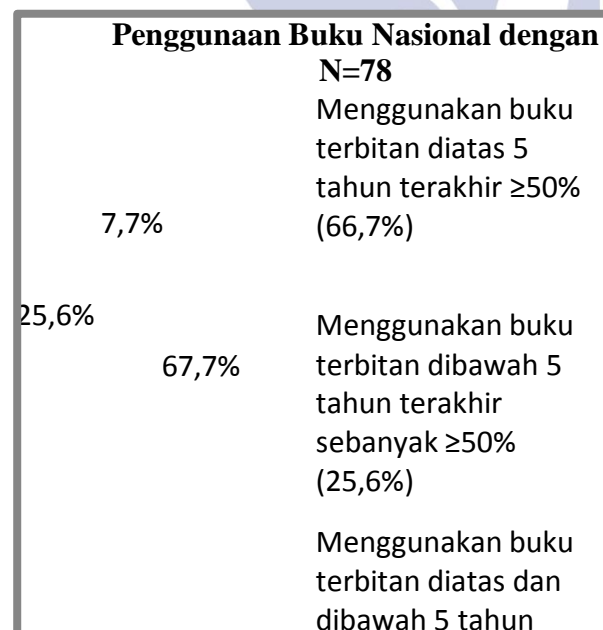 Penggunaan Buku Nasional dengan
N=78
Menggunakan buku
terbitan diatas 5
tahun terakhir ≥50%
(66,7%)
7,7%
25,6%
67,7%
Menggunakan buku
terbitan dibawah 5
tahun terakhir
sebanyak ≥50%
(25,6%)
Menggunakan buku
terbitan diatas dan
dibawah 5 tahun